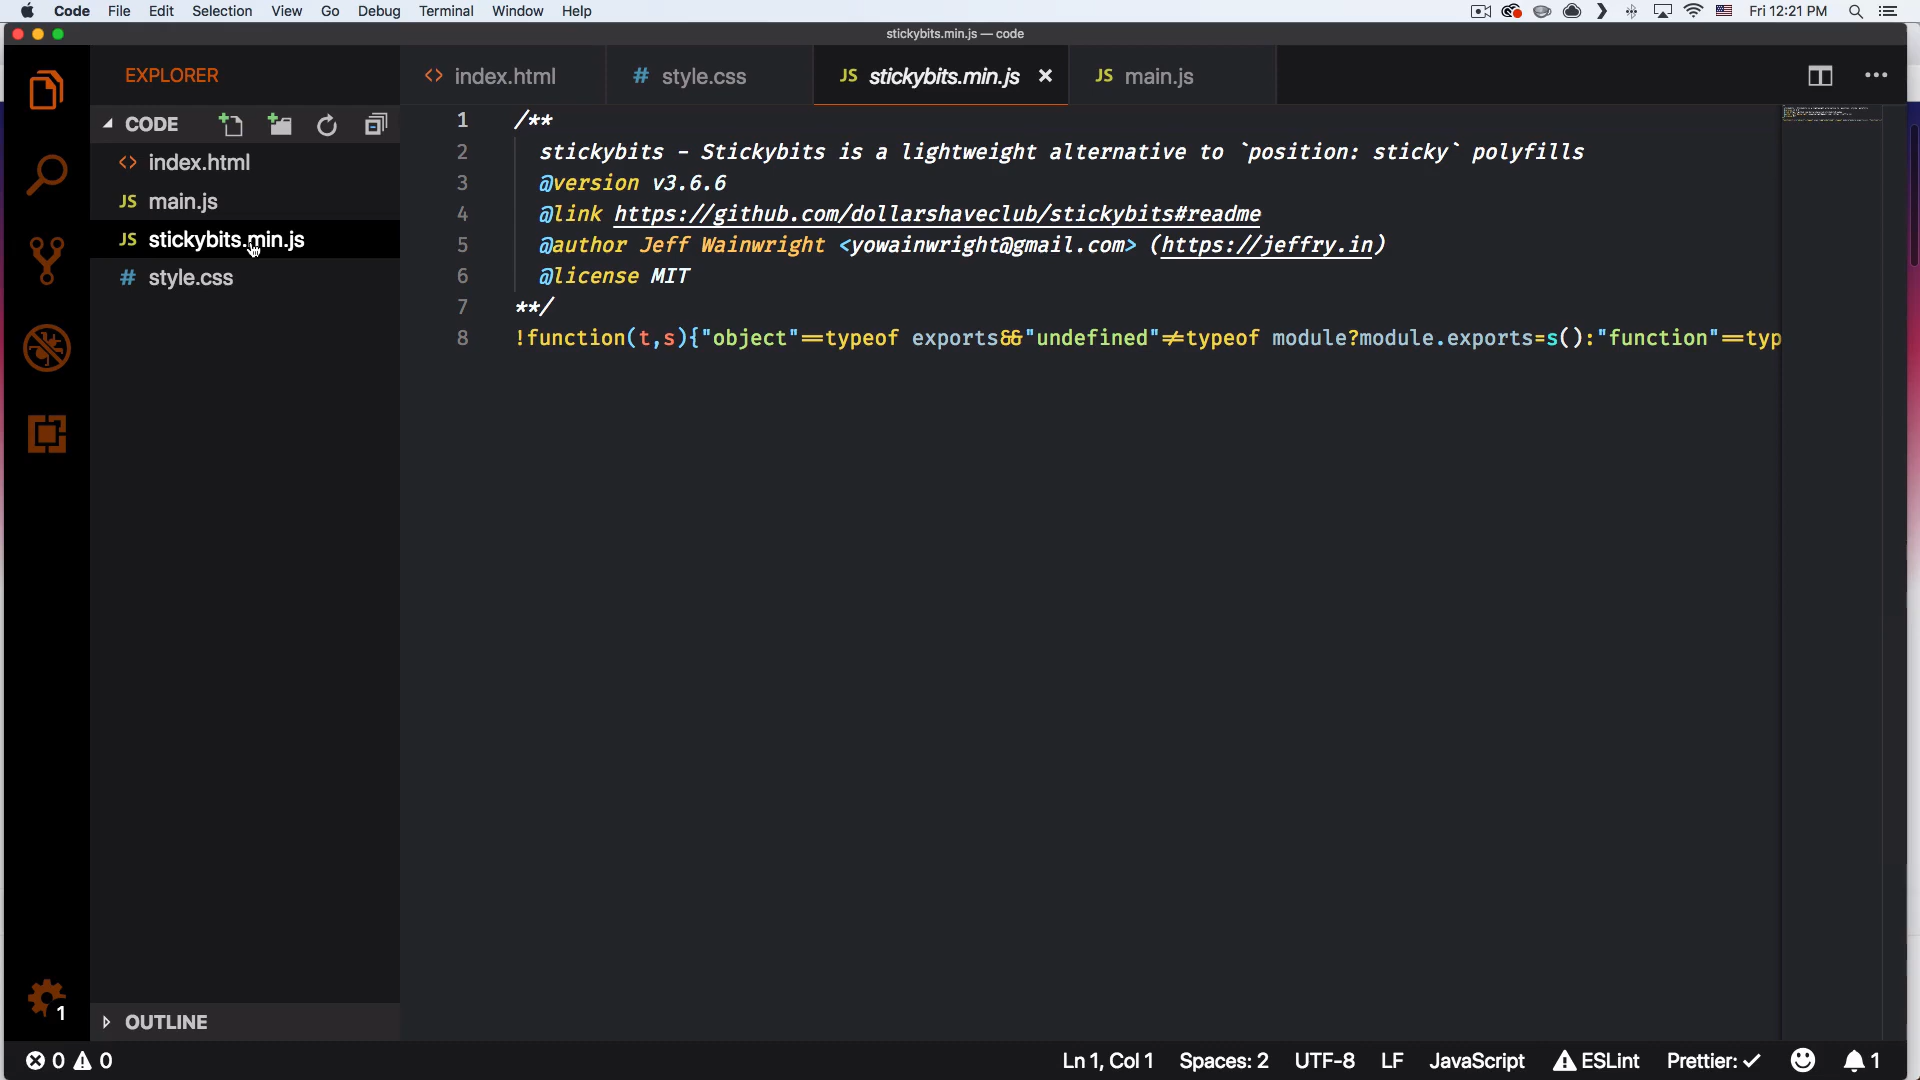 Code File Edit Selection View Go Debug Terminal Window Help Fri 12:21 PM
stickybits.min.js — code
EXPLORER
<> index.html # style.css JS stickybits.min.js × JS main.js
CODE
<> index.html
JS main.js
JS stickybits.min.js
# style.css
1 /**
2 stickybits - Stickybits is a lightweight alternative to `position: sticky` polyfills
3 @version v3.6.6
4 @link https://github.com/dollarshaveclub/stickybits#readme
5 @author Jeff Wainwright <yowainwright@gmail.com> (https://jeffry.in)
6 @license MIT
7 **/
8 !function(t,s){"object"==typeof exports&&"undefined"!=typeof module?module.exports=s():"function"==typ
1
OUTLINE
0 0 Ln 1, Col 1 Spaces: 2 UTF-8 LF JavaScript ESLint Prettier: ✓ 1